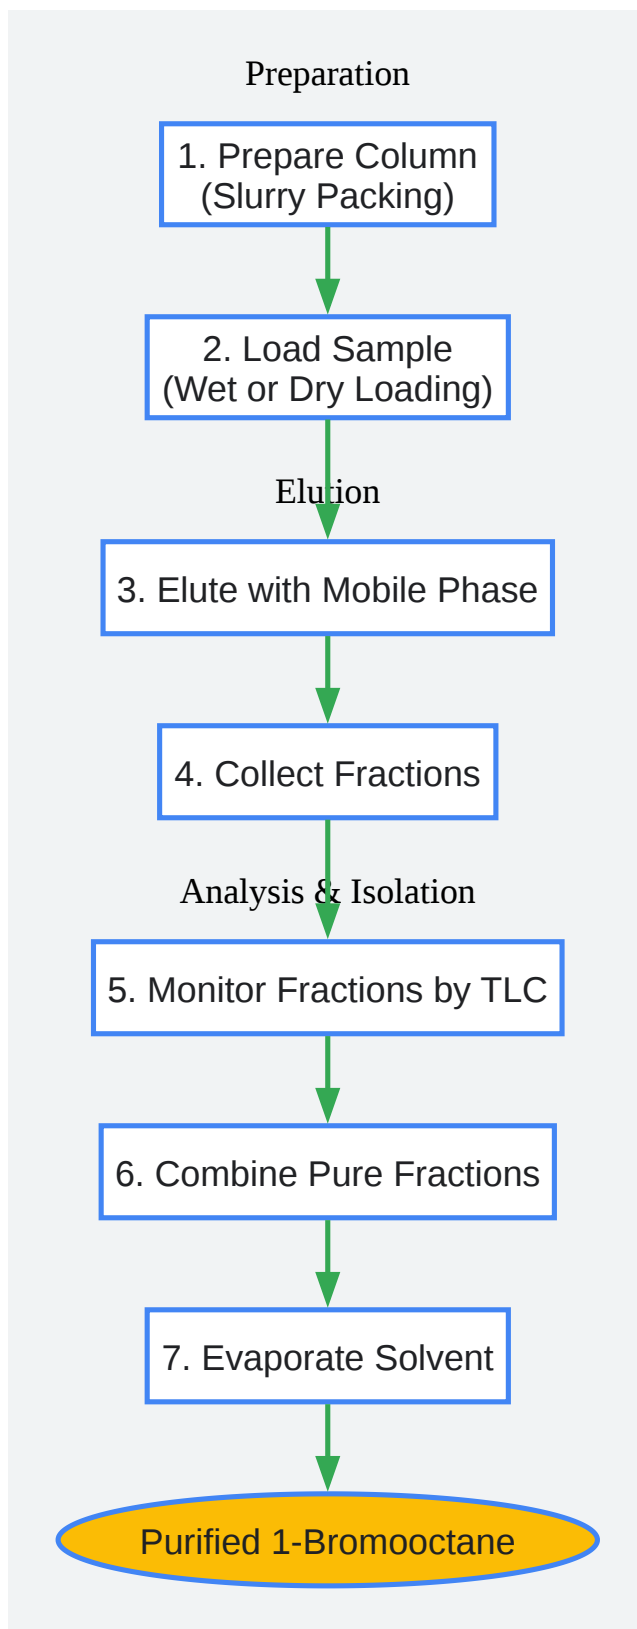 Preparation
1. Prepare Column
(Slurry Packing)
2. Load Sample
(Wet or Dry Loading)
Elution
3. Elute with Mobile Phase
4. Collect Fractions
Analysis & Isolation
5. Monitor Fractions by TLC
6. Combine Pure Fractions
7. Evaporate Solvent
Purified 1-Bromooctane